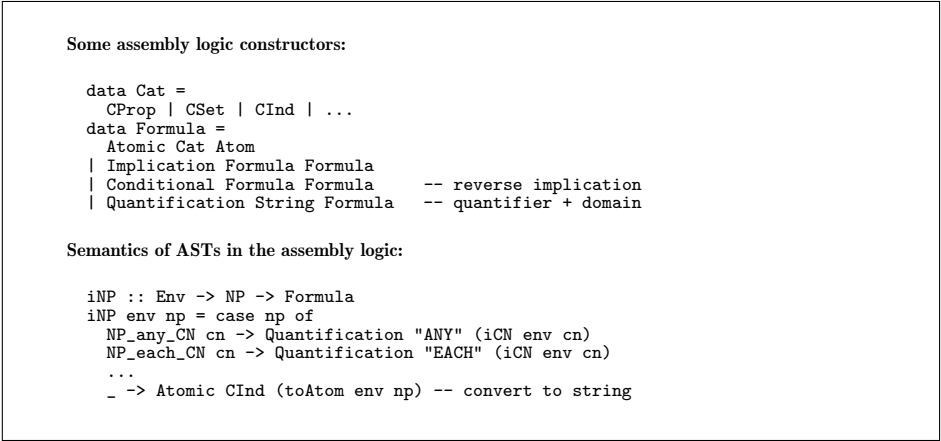 Some assembly logic constructors:
data Cat =
CProp | CSet | CInd | ...
data Formula =
Atomic Cat Atom
| Implication Formula Formula
| Conditional Formula Formula -- reverse implication
| Quantification String Formula -- quantifier + domain
Semantics of ASTs in the assembly logic:
iNP :: Env -> NP -> Formula
iNP env np = case np of
NP_any_CN cn -> Quantification "ANY" (iCN env cn)
NP_each_CN cn -> Quantification "EACH" (iCN env cn)
...
_ -> Atomic CInd (toAtom env np) -- convert to string